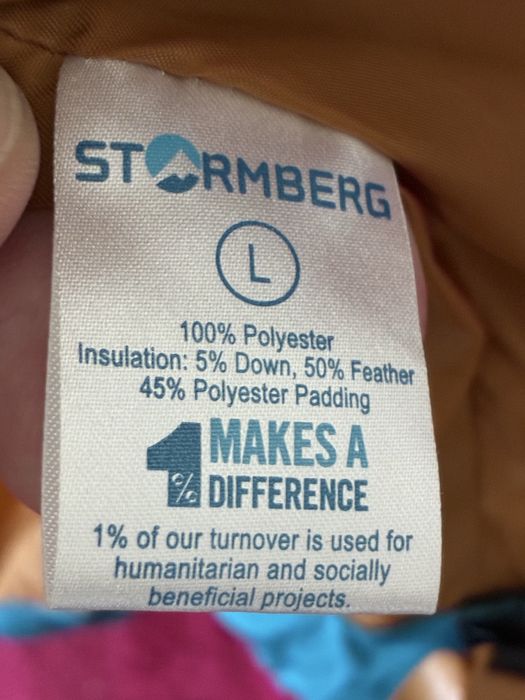 STORMBERG
L
100% Polyester
Insulation: 5% Down, 50% Feather
45% Polyester Padding
1% MAKES A
DIFFERENCE
1% of our turnover is used for
humanitarian and socially
beneficial projects.